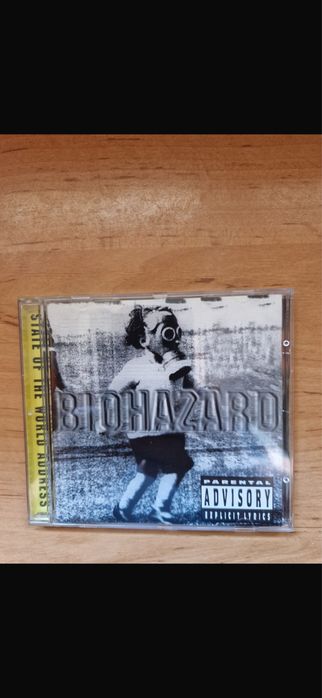 STATE OF THE WORLD ADDRESS
BIOHAZARD
PARENTAL
ADVISORY
EXPLICIT LYRICS